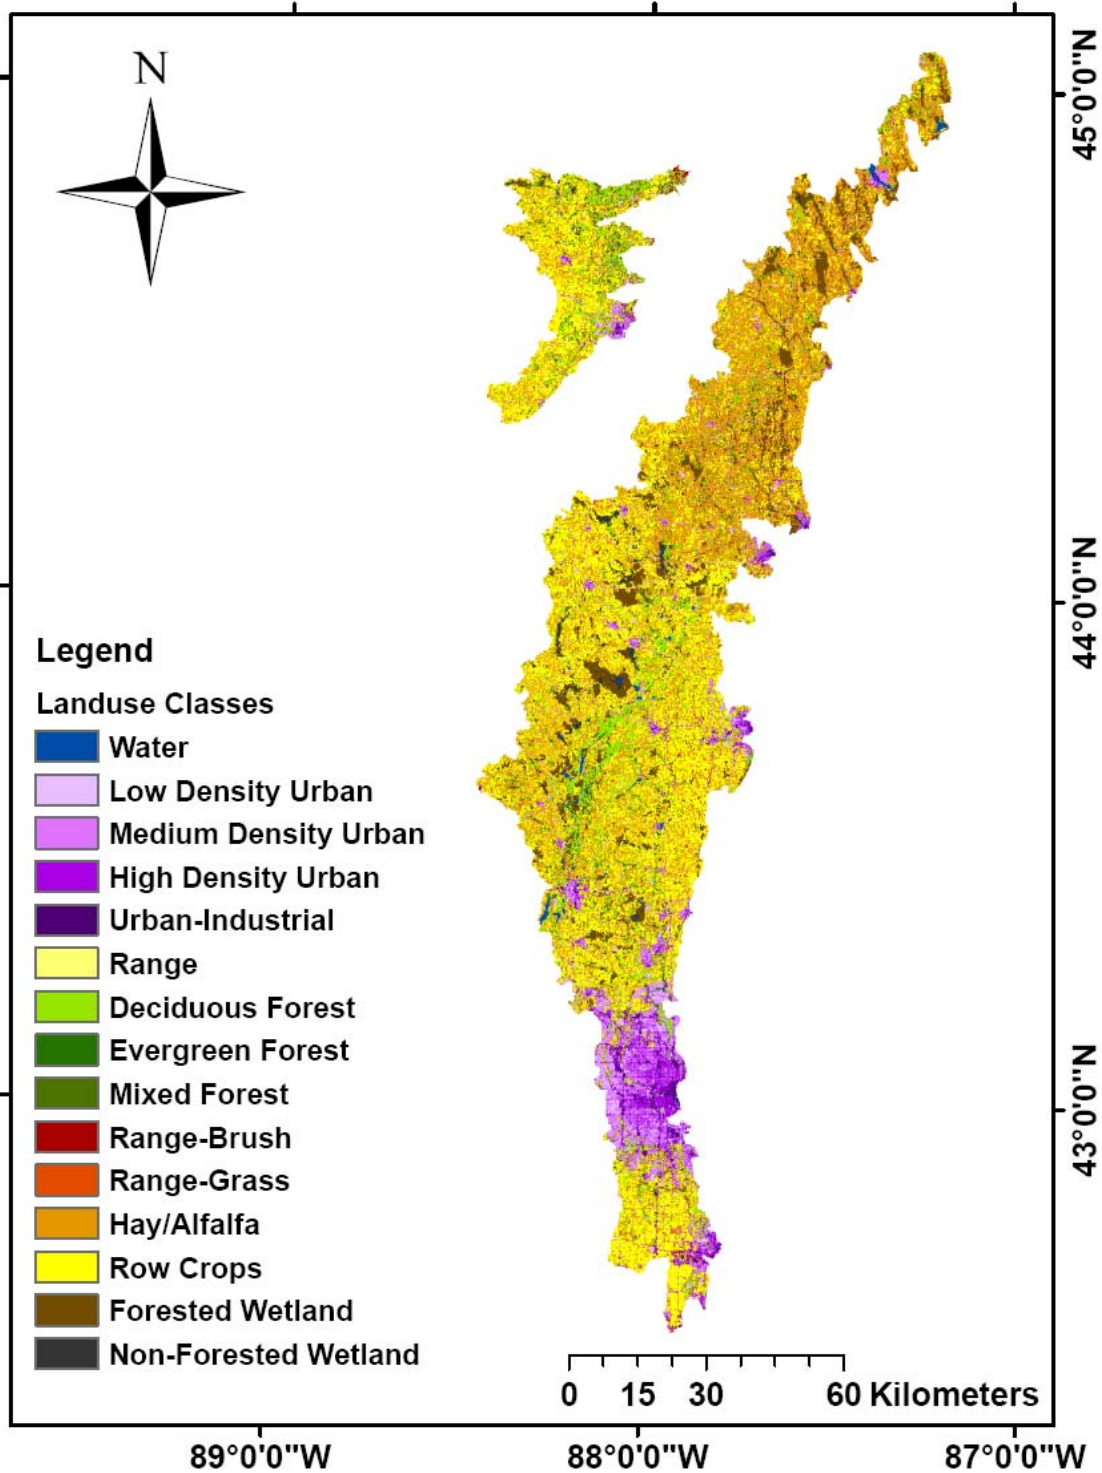 N
45°0'0"N
44°0'0"N
Legend
Landuse Classes
Water
Low Density Urban
Medium Density Urban
High Density Urban
Urban-Industrial
Range
Deciduous Forest
Evergreen Forest
Mixed Forest
Range-Brush
Range-Grass
Hay/Alfalfa
Row Crops
Forested Wetland
Non-Forested Wetland
43°0'0"N
0 15 30 60 Kilometers
89°0'0"W 88°0'0"W 87°0'0"W